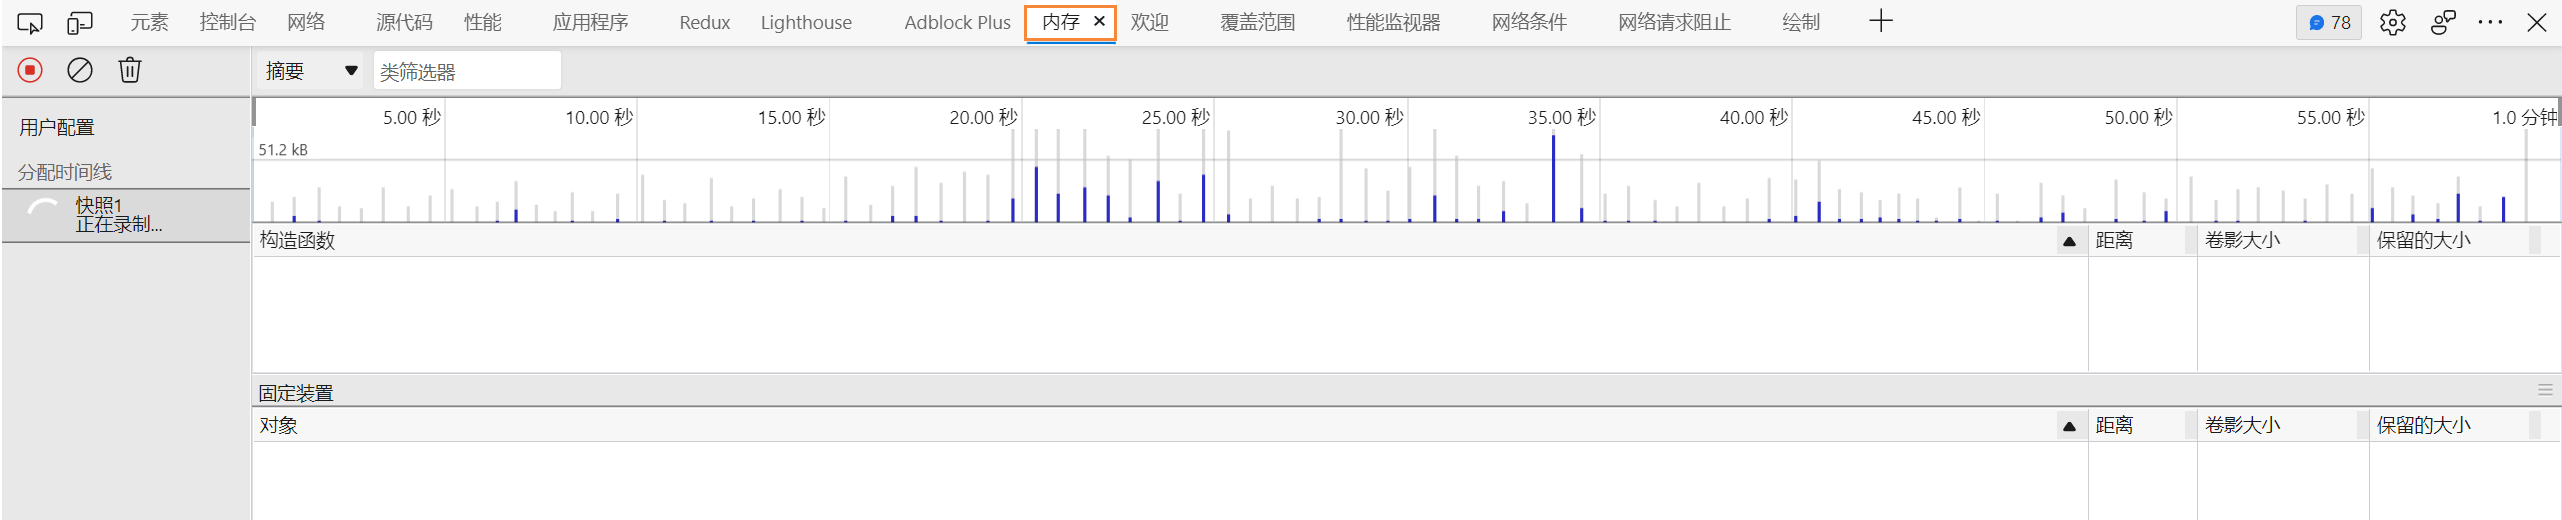 元素 控制台 网络 源代码 性能 应用程序 Redux Lighthouse Adblock Plus 内存 欢迎 覆盖范围 性能监视器 网络条件 网络请求阻止 绘制 78
摘要 类筛选器
用户配置
分配时间线
快照1
正在录制...
5.00 秒 10.00 秒 15.00 秒 20.00 秒 25.00 秒 30.00 秒 35.00 秒 40.00 秒 45.00 秒 50.00 秒 55.00 秒 1.0 分钟
51.2 kB
构造函数 距离 卷影大小 保留的大小
固定装置
对象 距离 卷影大小 保留的大小